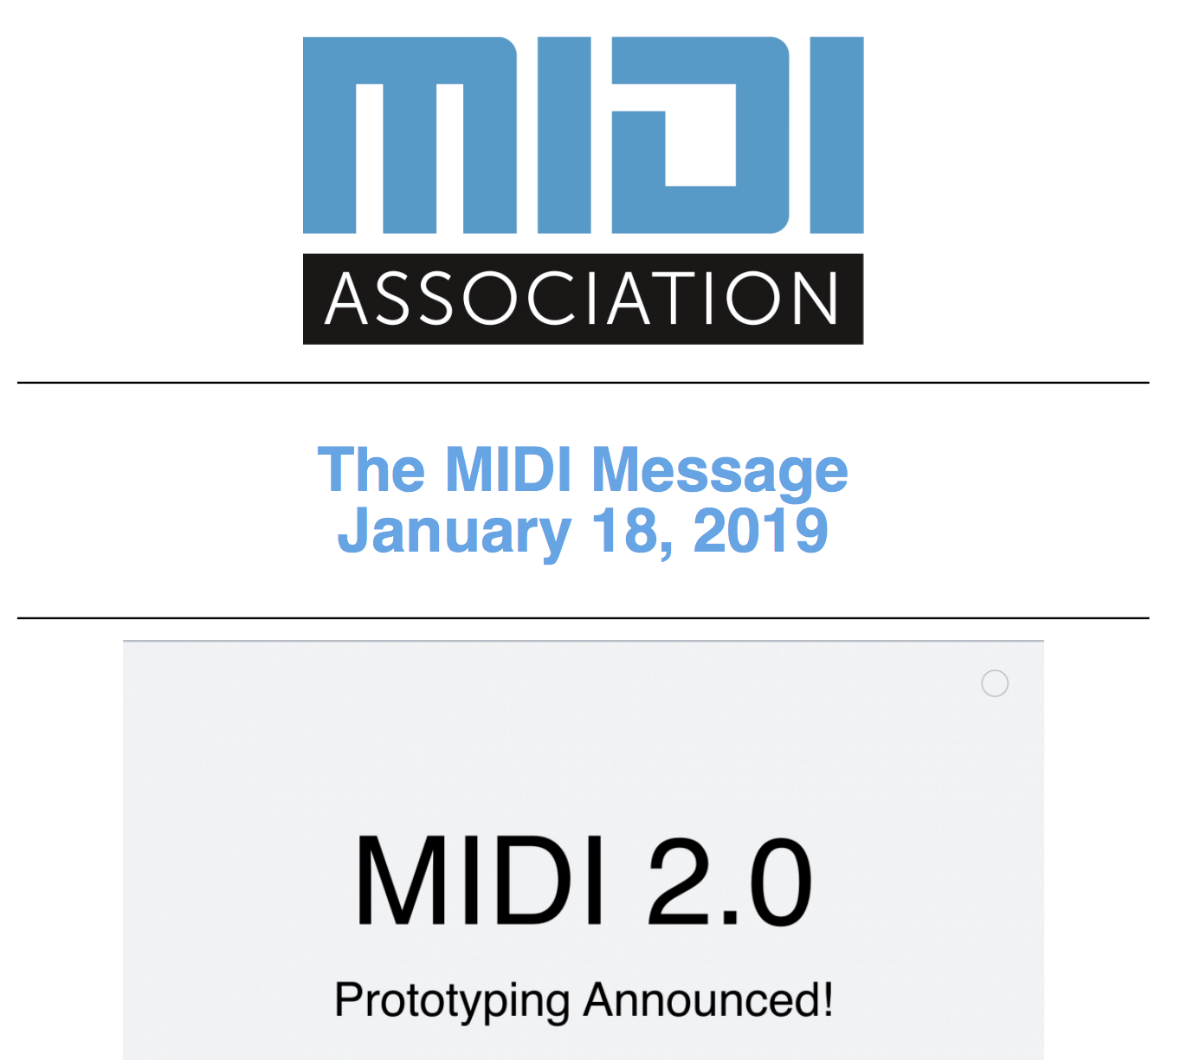 MIDI
ASSOCIATION
The MIDI Message
January 18, 2019
MIDI 2.0
Prototyping Announced!